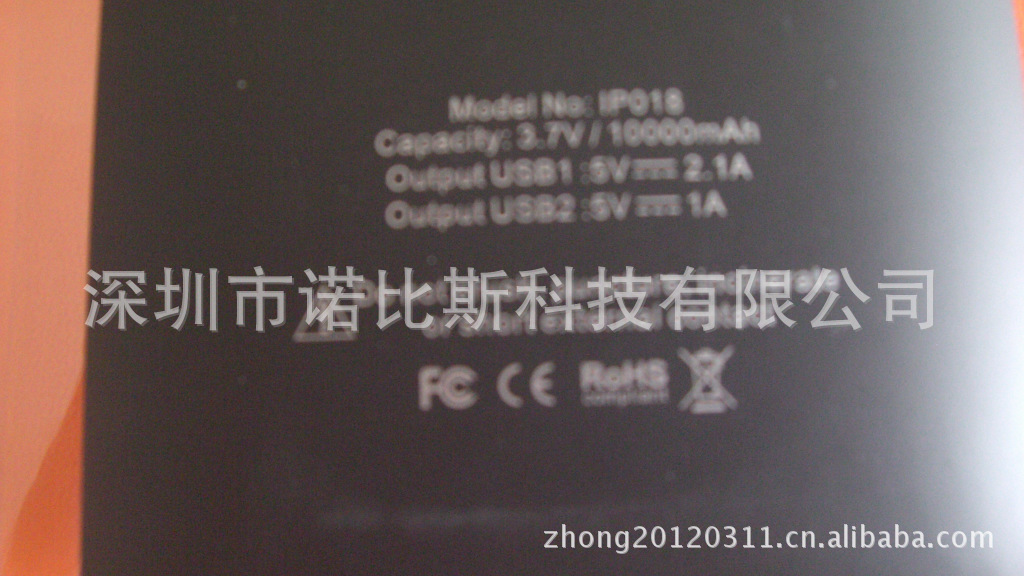 Model No: IP018
Capacity: 3.7V / 10000mAh
Output USB1 :5V 2.1A
Output USB2 :5V 1A
深圳市诺比斯科技有限公司
FC CE RoHS
compliant
zhong20120311.cn.alibaba.com